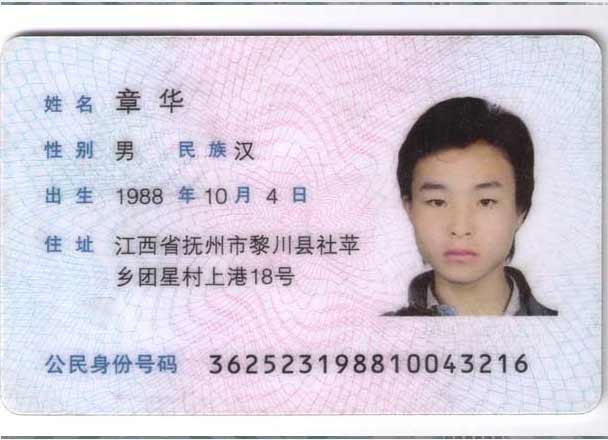 姓名 章华
性别 男 民族 汉
出生 1988 年 10 月 4 日
住址 江西省抚州市黎川县社苹
乡团星村上港18号
公民身份号码 362523198810043216